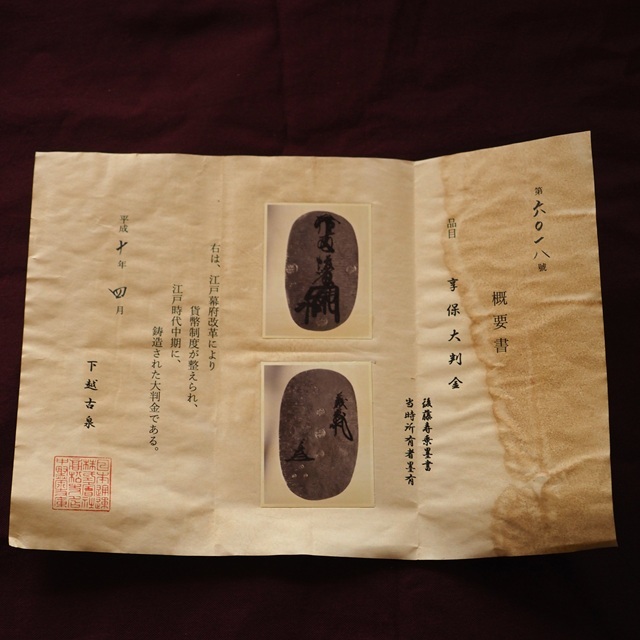 第六〇一八號
概要書
品目 享保大判金
後藤寿乗墨書
当時所有者墨有
右は、江戸幕府改革により
貨幣制度が整えられ、
江戸時代中期に、
鋳造された大判金である。
平成十年四月
下越古泉